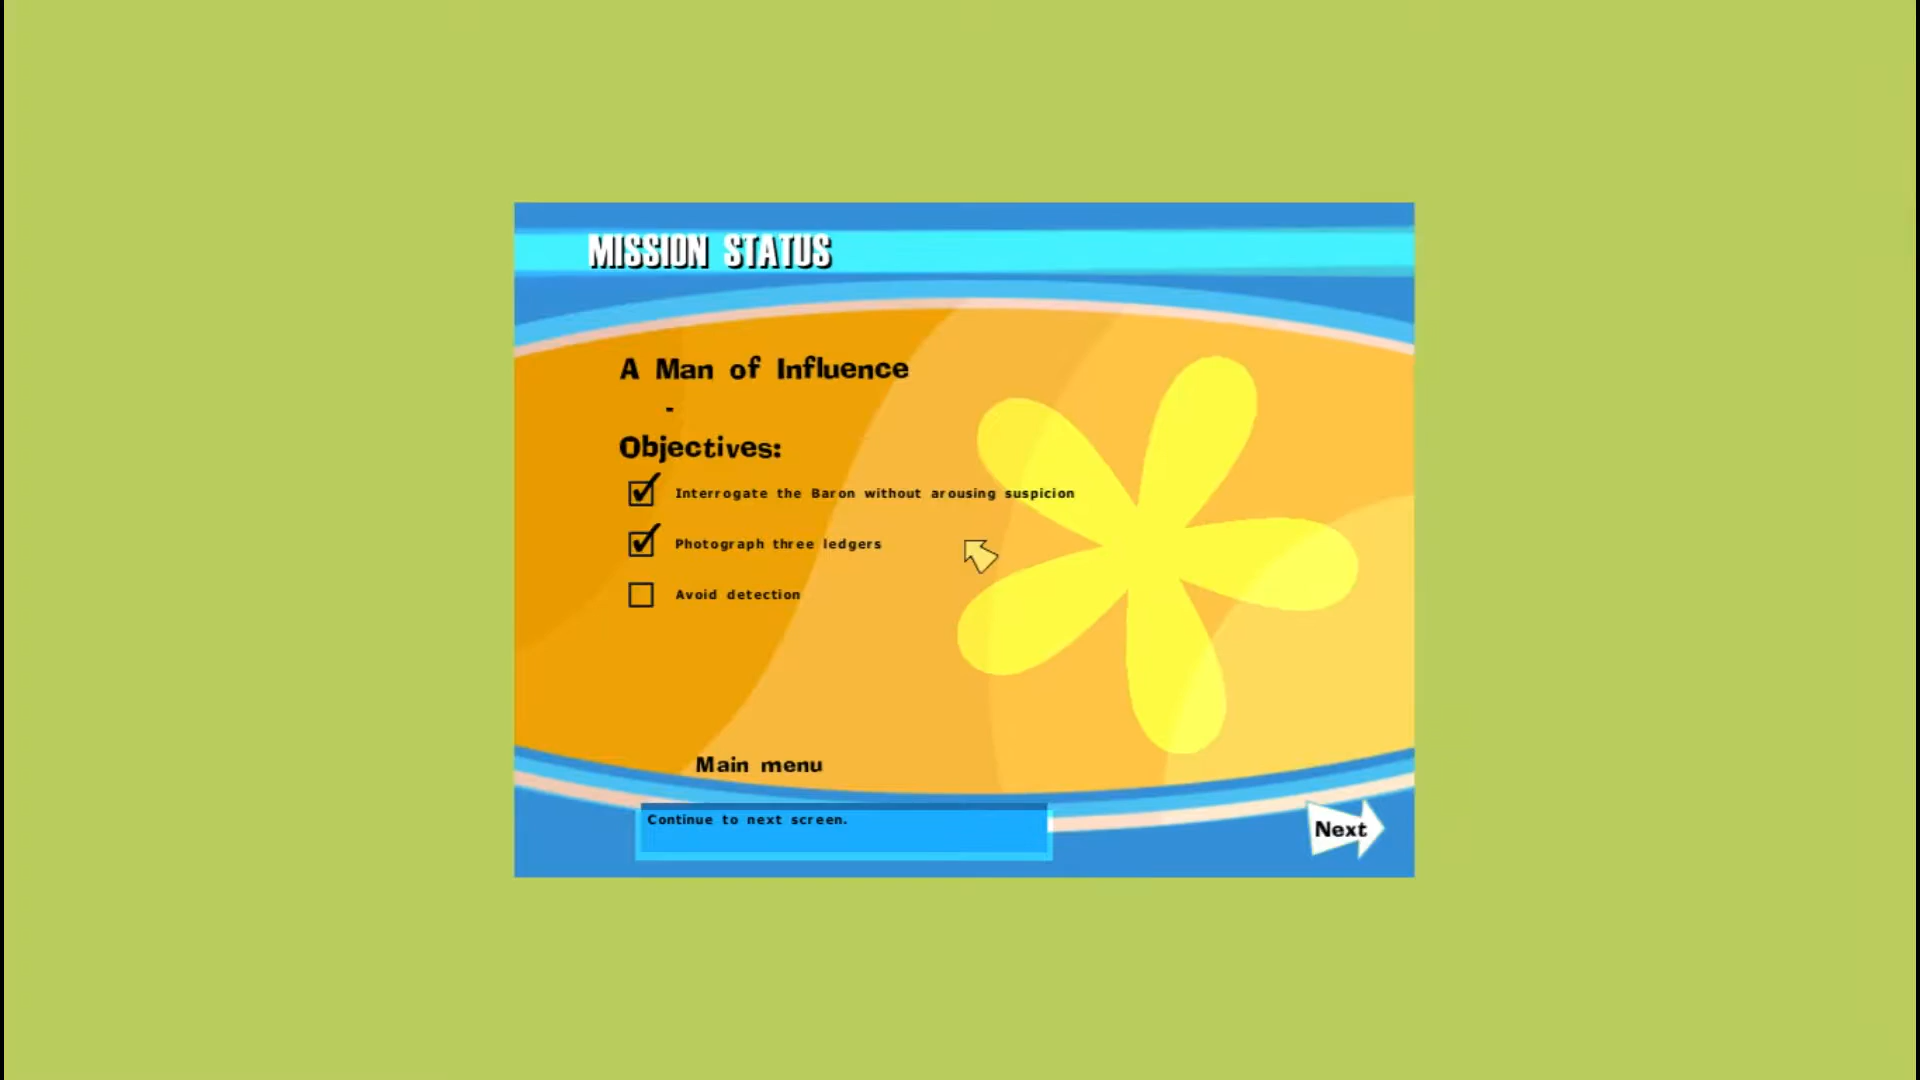 MISSION STATUS
A Man of Influence
-
Objectives:
Interrogate the Baron without arousing suspicion
Photograph three ledgers
Avoid detection
Main menu
Continue to next screen.
Next